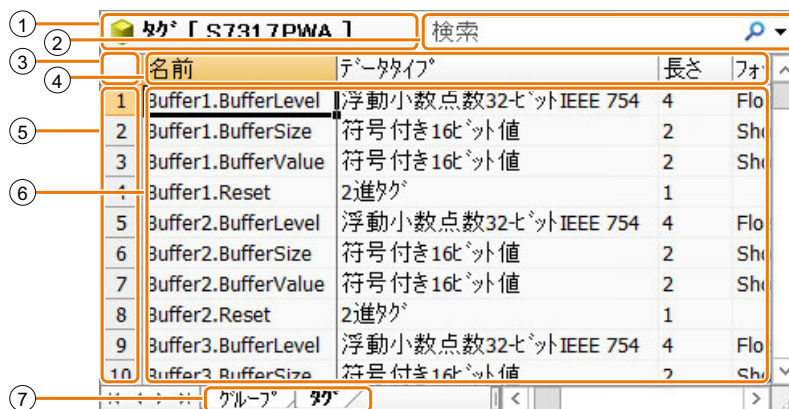 ① タグ [ S7317PWA ] 検索
②
③ 名前 データタイプ 長さ
④
1 Buffer1.BufferLevel 浮動小数点数32-ビットIEEE 754 4 Flo
⑤ 2 Buffer1.BufferSize 符号付き16ビット値 2 Sho
3 Buffer1.BufferValue 符号付き16ビット値 2 Sho
⑥ 4 Buffer1.Reset 2進タグ 1
5 Buffer2.BufferLevel 浮動小数点数32-ビットIEEE 754 4 Flo
6 Buffer2.BufferSize 符号付き16ビット値 2 Sho
7 Buffer2.BufferValue 符号付き16ビット値 2 Sho
8 Buffer2.Reset 2進タグ 1
9 Buffer3.BufferLevel 浮動小数点数32-ビットIEEE 754 4 Flo
10 Buffer3.BufferSize 符号付き16ビット値 2 Sho
⑦ グループ タグ